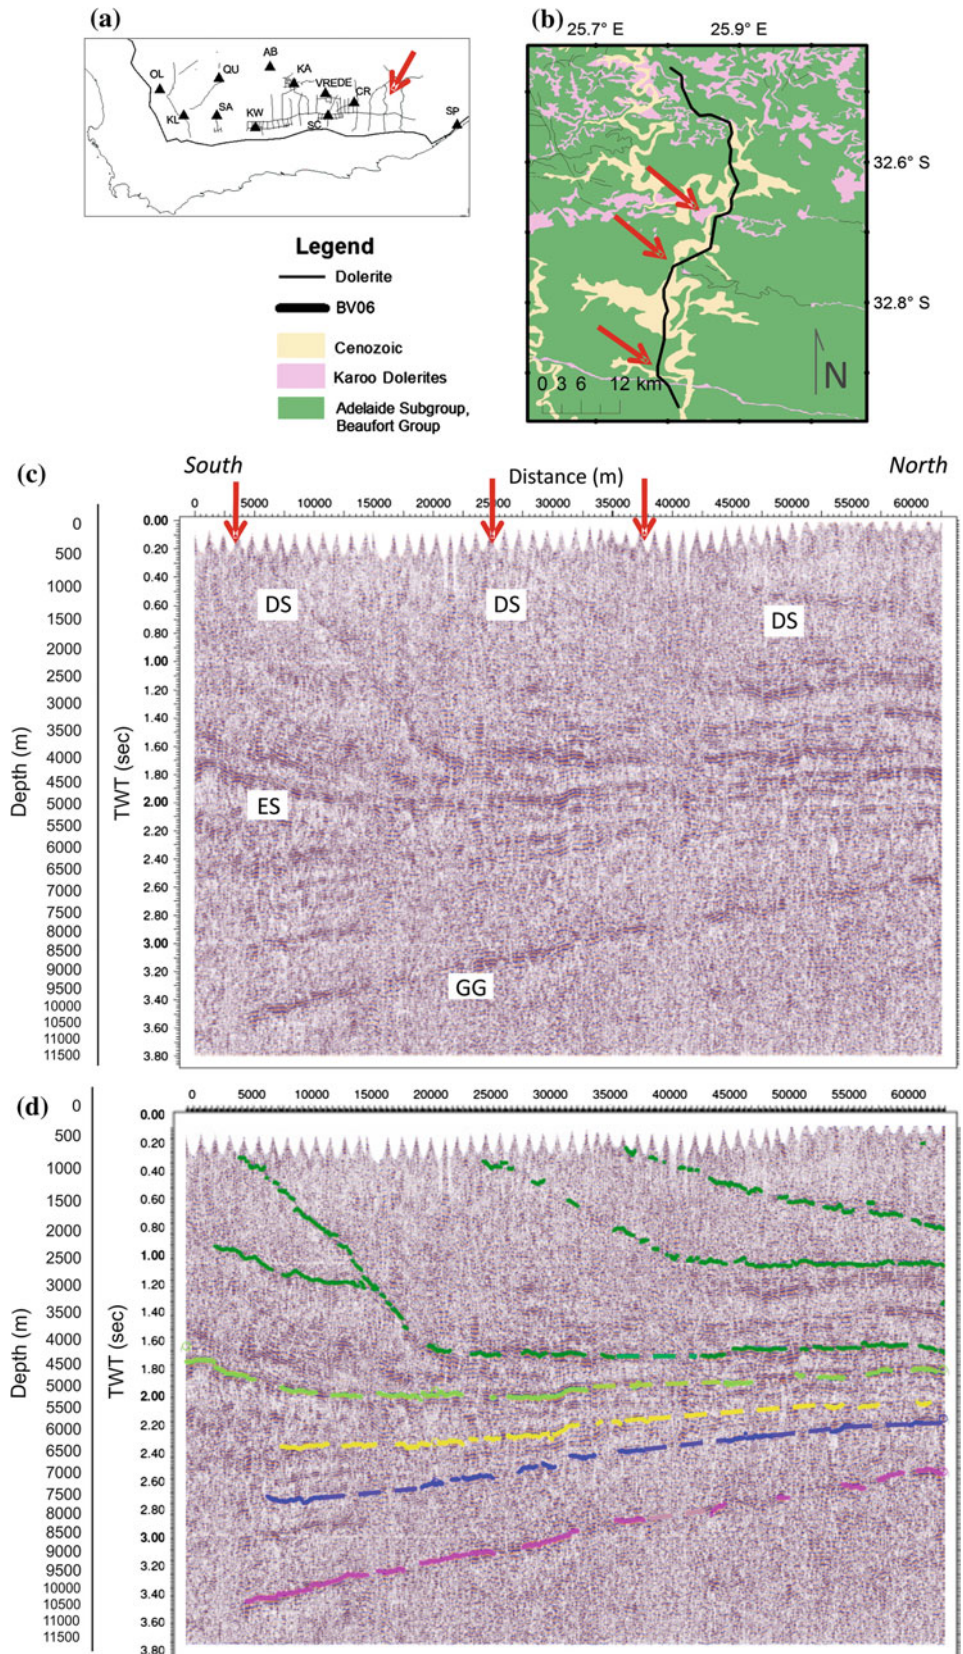 (a)
AB
OL
QU
KA
VREDE
CR
KL
SA
KW
SC
SP
Legend
Dolerite
BV06
Cenozoic
Karoo Dolerites
Adelaide Subgroup,
Beaufort Group
(b)
25.7° E
25.9° E
32.6° S
32.8° S
0 3 6 12 km
N
(c)
South
Distance (m)
North
0 5000 10000 15000 20000 25000 30000 35000 40000 45000 50000 55000 60000
Depth (m)
0
500
1000
1500
2000
2500
3000
3500
4000
4500
5000
5500
6000
6500
7000
7500
8000
8500
9000
9500
10000
10500
11000
11500
TWT (sec)
0.00
0.20
0.40
0.60
0.80
1.00
1.20
1.40
1.60
1.80
2.00
2.20
2.40
2.60
2.80
3.00
3.20
3.40
3.60
3.80
DS
DS
DS
ES
GG
(d)
0 5000 10000 15000 20000 25000 30000 35000 40000 45000 50000 55000 60000
Depth (m)
0
500
1000
1500
2000
2500
3000
3500
4000
4500
5000
5500
6000
6500
7000
7500
8000
8500
9000
9500
10000
10500
11000
11500
TWT (sec)
0.00
0.20
0.40
0.60
0.80
1.00
1.20
1.40
1.60
1.80
2.00
2.20
2.40
2.60
2.80
3.00
3.20
3.40
3.60
3.80